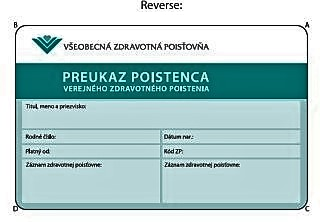 Reverse:
B A
VŠEOBECNÁ ZDRAVOTNÁ POISŤOVŇA
PREUKAZ POISTENCA
VEREJNÉHO ZDRAVOTNÉHO POISTENIA
Titul, meno a priezvisko:
Rodné číslo: Dátum nar.:
Platný od: Kód ZP:
Záznam zdravotnej poisťovne: Záznam zdravotnej poisťovne:
D C